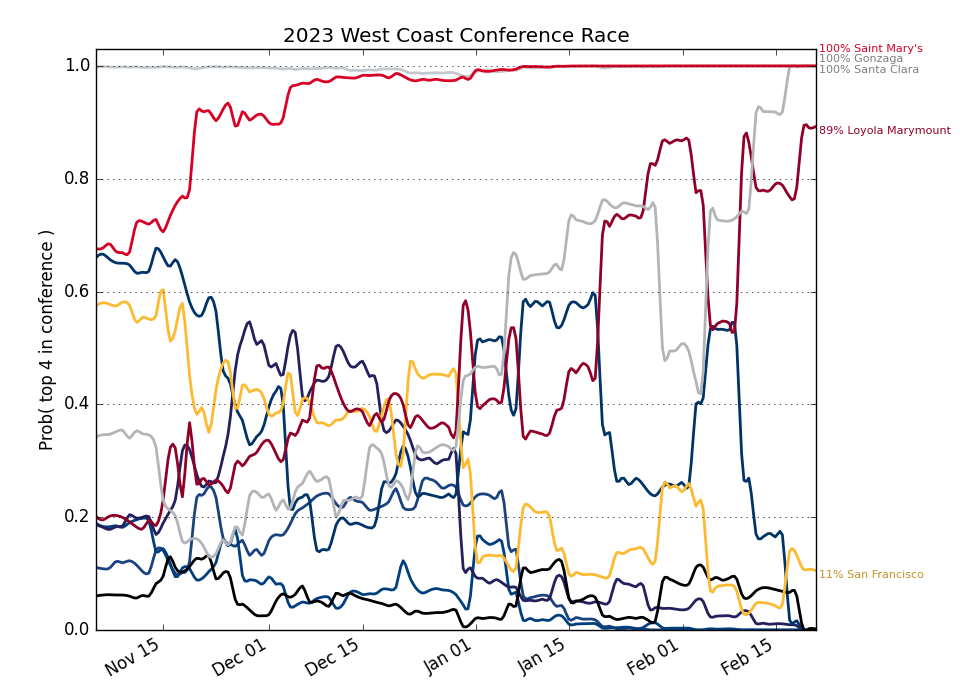 2023 West Coast Conference Race
100% Saint Mary's
100% Gonzaga
100% Santa Clara
89% Loyola Marymount
11% San Francisco
Prob( top 4 in conference )
1.0
0.8
0.6
0.4
0.2
0.0
Nov 15
Dec 01
Dec 15
Jan 01
Jan 15
Feb 01
Feb 15